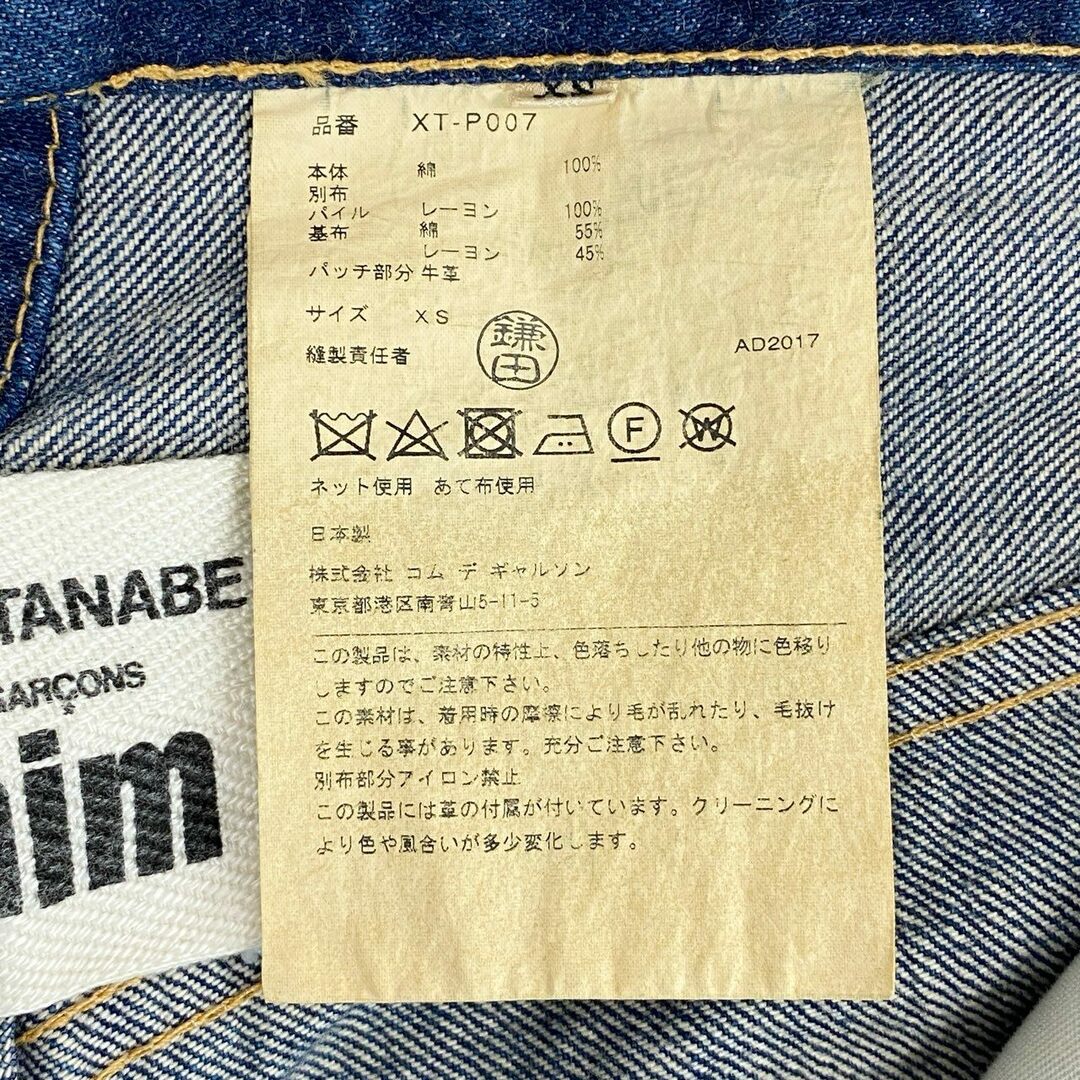 品番 XT-P007
本体 綿 100%
別布
パイル レーヨン 100%
基布 綿 55%
レーヨン 45%
パッチ部分 牛革
サイズ XS
縫製責任者 鎌田
AD2017
F
W
ネット使用 あて布使用
日本製
株式会社 コム デ ギャルソン
東京都港区南青山5-11-5
この製品は、素材の特性上、色落ちしたり他の物に色移り
しますのでご注意下さい。
この素材は、着用時の摩擦により毛が乱れたり、毛抜け
を生じる事があります。充分ご注意下さい。
別布部分アイロン禁止
この製品には革の付属が付いています。クリーニングに
より色や風合いが多少変化します。
TANABE
GARÇONS
im